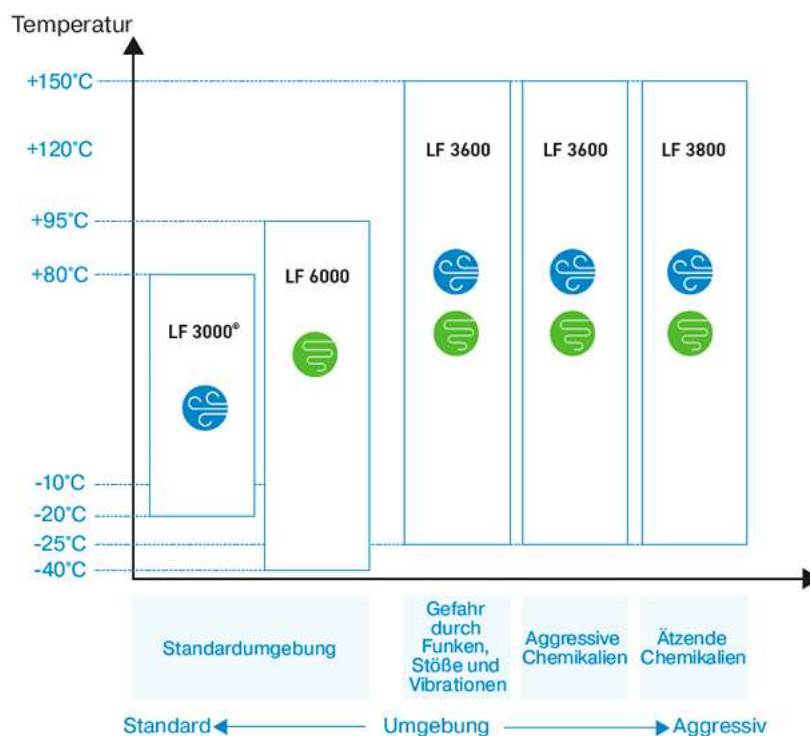 Temperatur
+150°C
+120°C
+95°C
+80°C
-10°C
-20°C
-25°C
-40°C
LF 3000®
LF 6000
LF 3600
LF 3600
LF 3800
Standardumgebung
Gefahr
durch
Funken,
Stöße und
Vibrationen
Aggressive
Chemikalien
Ätzende
Chemikalien
Standard
Umgebung
Aggressiv